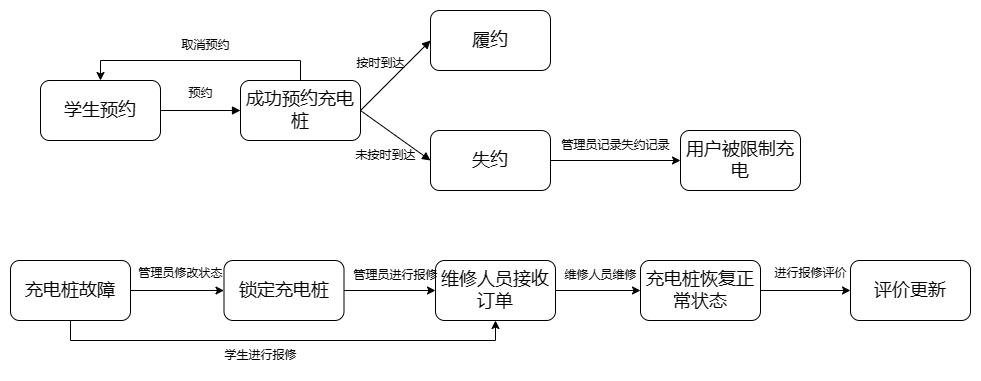 取消预约
学生预约
预约
成功预约充电
桩
按时到达
履约
未按时到达
失约
管理员记录失约记录
用户被限制充
电
充电桩故障
管理员修改状态
锁定充电桩
管理员进行报修
维修人员接收
订单
维修人员维修
充电桩恢复正
常状态
进行报修评价
评价更新
学生进行报修